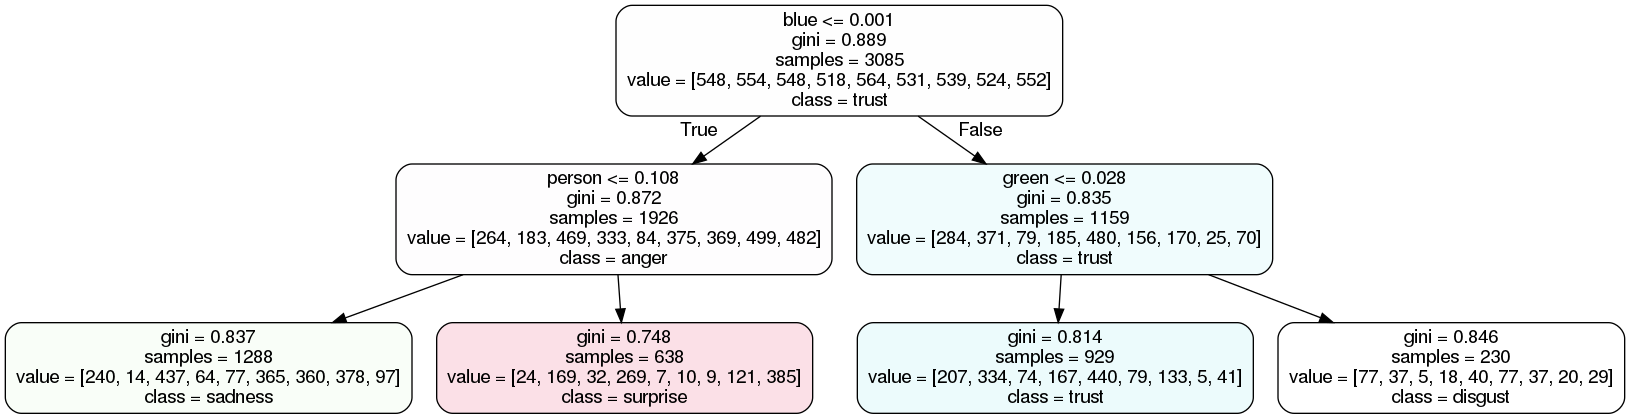 blue <= 0.001
gini = 0.889
samples = 3085
value = [548, 554, 548, 518, 564, 531, 539, 524, 552]
class = trust
True
False
person <= 0.108
gini = 0.872
samples = 1926
value = [264, 183, 469, 333, 84, 375, 369, 499, 482]
class = anger
green <= 0.028
gini = 0.835
samples = 1159
value = [284, 371, 79, 185, 480, 156, 170, 25, 70]
class = trust
gini = 0.837
samples = 1288
value = [240, 14, 437, 64, 77, 365, 360, 378, 97]
class = sadness
gini = 0.748
samples = 638
value = [24, 169, 32, 269, 7, 10, 9, 121, 385]
class = surprise
gini = 0.814
samples = 929
value = [207, 334, 74, 167, 440, 79, 133, 5, 41]
class = trust
gini = 0.846
samples = 230
value = [77, 37, 5, 18, 40, 77, 37, 20, 29]
class = disgust